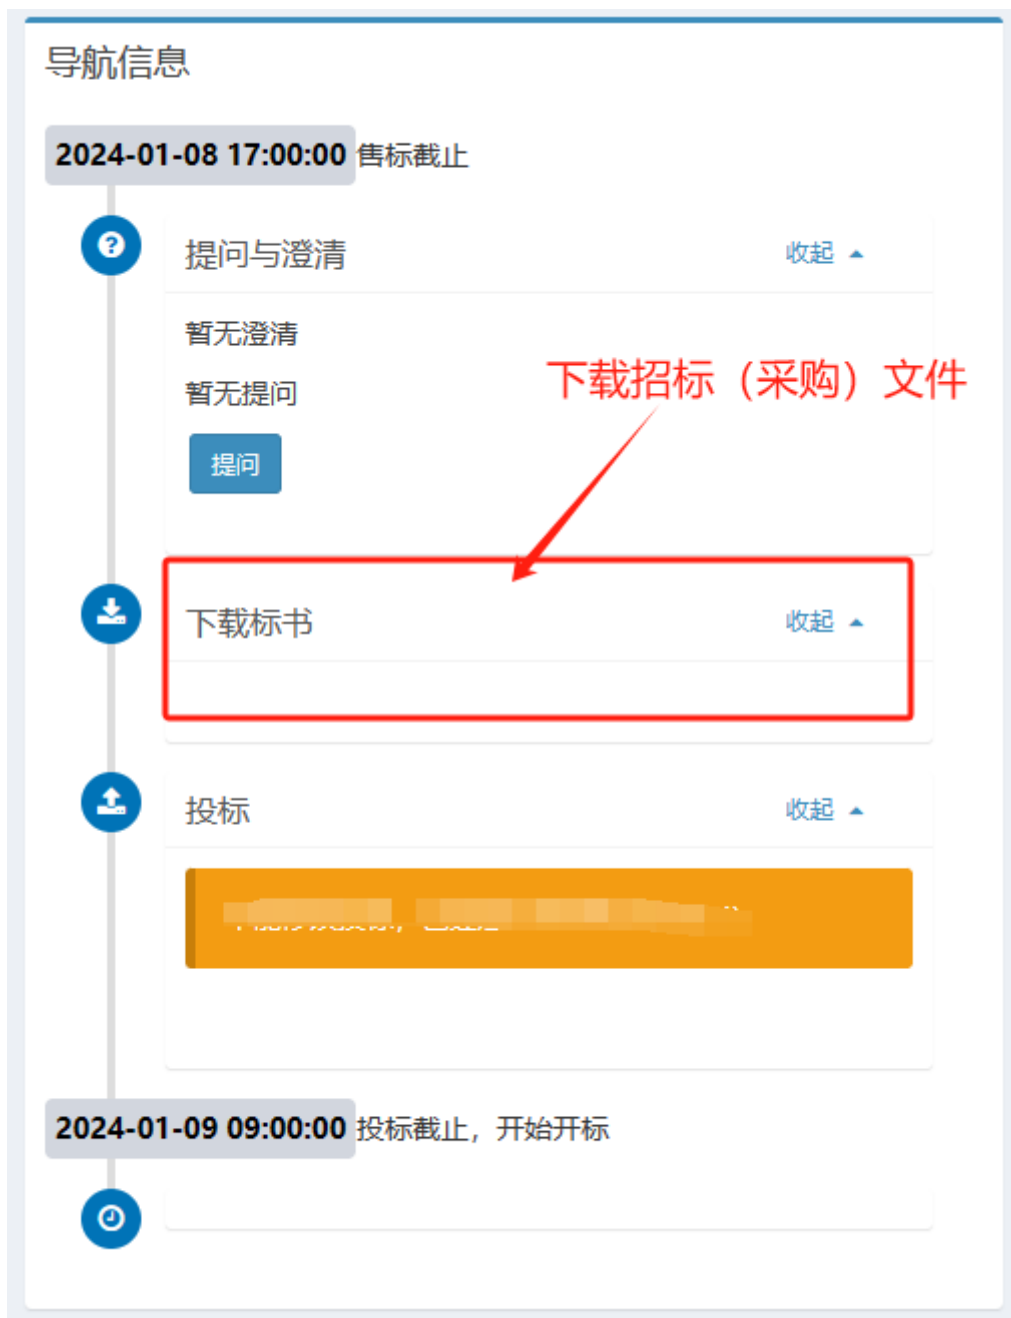 导航信息
2024-01-08 17:00:00 售标截止
提问与澄清 收起
暂无澄清
暂无提问
下载招标（采购）文件
提问
下载标书 收起
投标 收起
2024-01-09 09:00:00 投标截止，开始开标